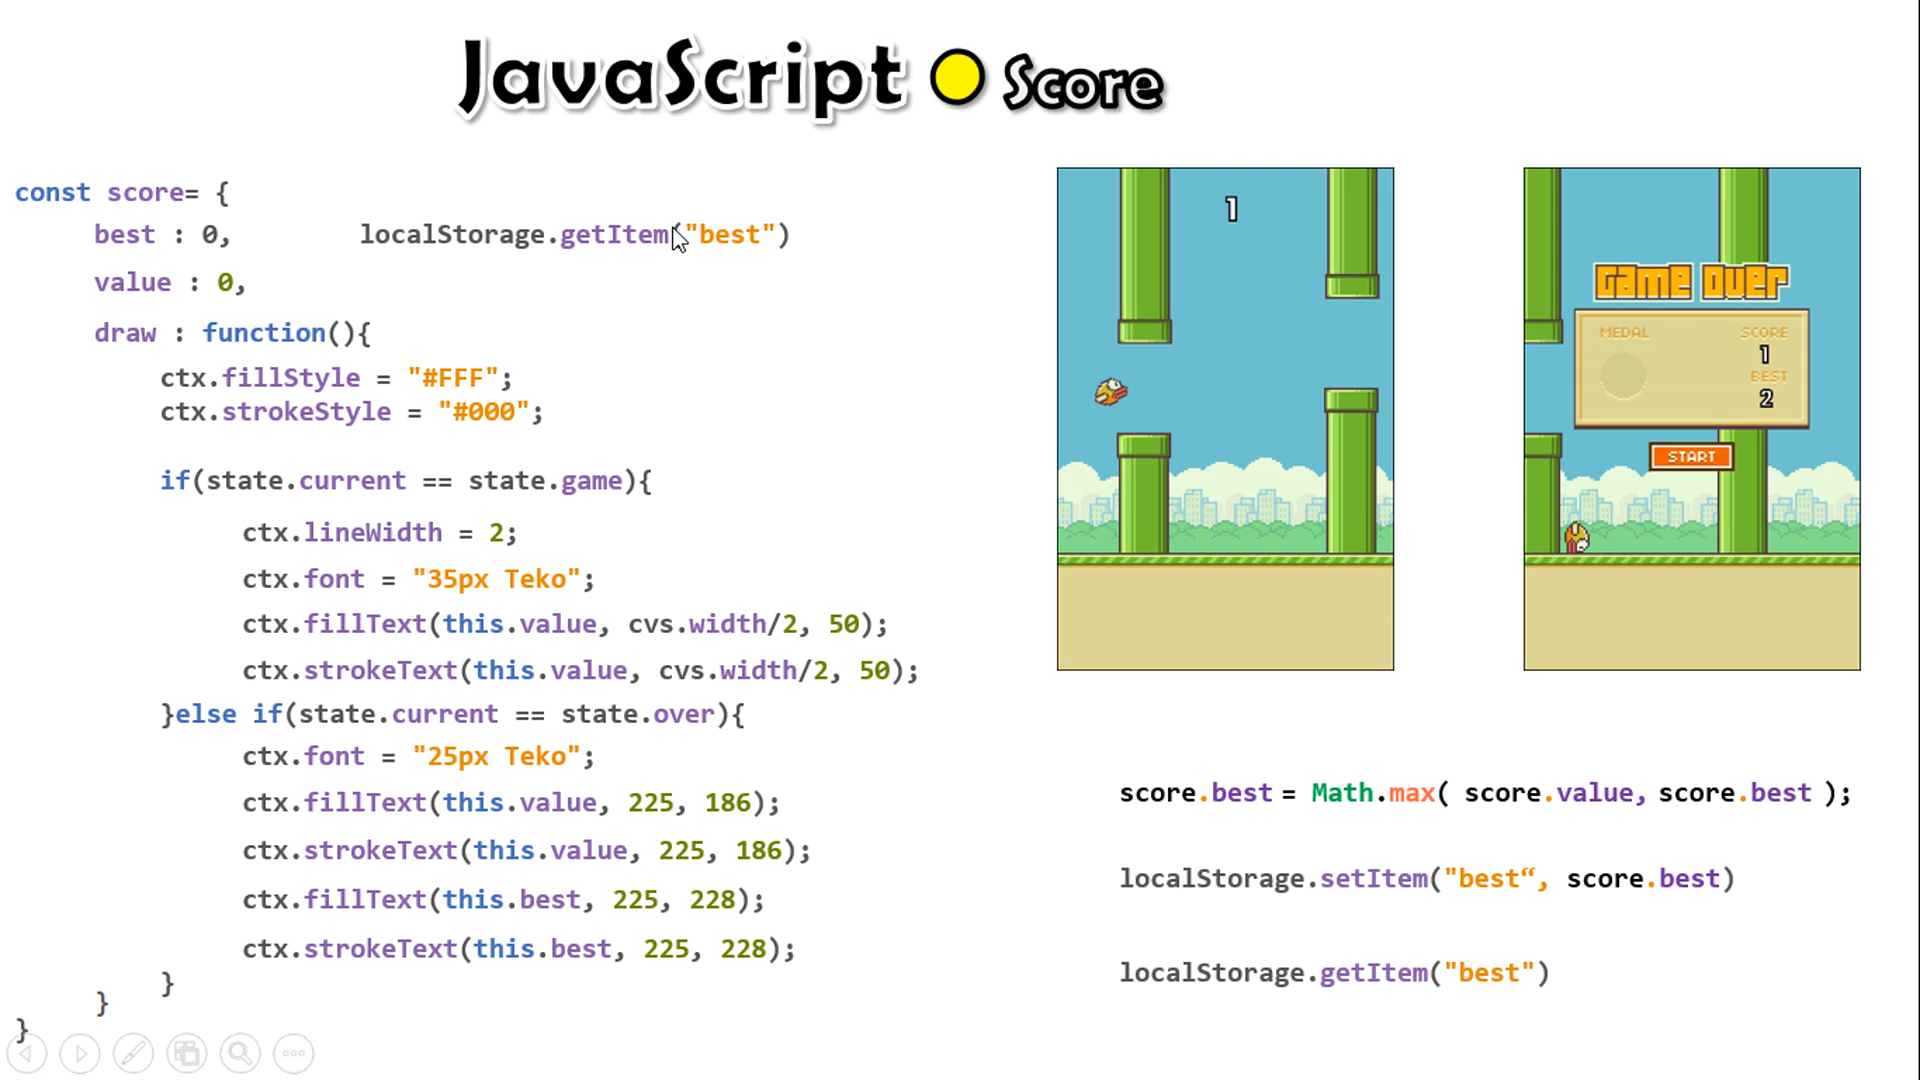 JavaScript Score
const score= {
best : 0, localStorage.getItem("best")
value : 0,
draw : function(){
ctx.fillStyle = "#FFF";
ctx.strokeStyle = "#000";
if(state.current == state.game){
ctx.lineWidth = 2;
ctx.font = "35px Teko";
ctx.fillText(this.value, cvs.width/2, 50);
ctx.strokeText(this.value, cvs.width/2, 50);
}else if(state.current == state.over){
ctx.font = "25px Teko";
ctx.fillText(this.value, 225, 186);
ctx.strokeText(this.value, 225, 186);
ctx.fillText(this.best, 225, 228);
ctx.strokeText(this.best, 225, 228);
}
}
}
1
Game Over
MEDAL SCORE
1
BEST
2
START
score.best = Math.max( score.value, score.best );
localStorage.setItem("best“, score.best)
localStorage.getItem("best")